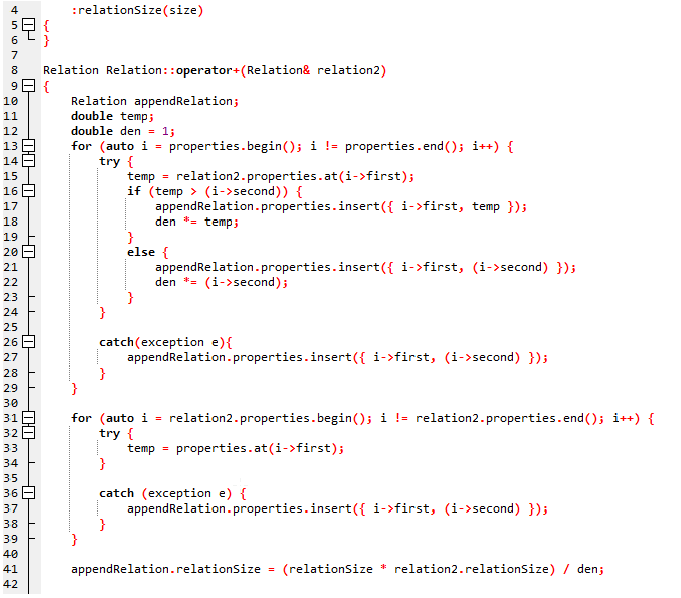 4 :relationSize(size)
5 {
6 }
7
8 Relation Relation::operator+(Relation& relation2)
9 {
10 Relation appendRelation;
11 double temp;
12 double den = 1;
13 for (auto i = properties.begin(); i != properties.end(); i++) {
14 try {
15 temp = relation2.properties.at(i->first);
16 if (temp > (i->second)) {
17 appendRelation.properties.insert({ i->first, temp });
18 den *= temp;
19 }
20 else {
21 appendRelation.properties.insert({ i->first, (i->second) });
22 den *= (i->second);
23 }
24 }
25
26 catch(exception e){
27 appendRelation.properties.insert({ i->first, (i->second) });
28 }
29 }
30
31 for (auto i = relation2.properties.begin(); i != relation2.properties.end(); i++) {
32 try {
33 temp = properties.at(i->first);
34 }
35
36 catch (exception e) {
37 appendRelation.properties.insert({ i->first, (i->second) });
38 }
39 }
40
41 appendRelation.relationSize = (relationSize * relation2.relationSize) / den;
42